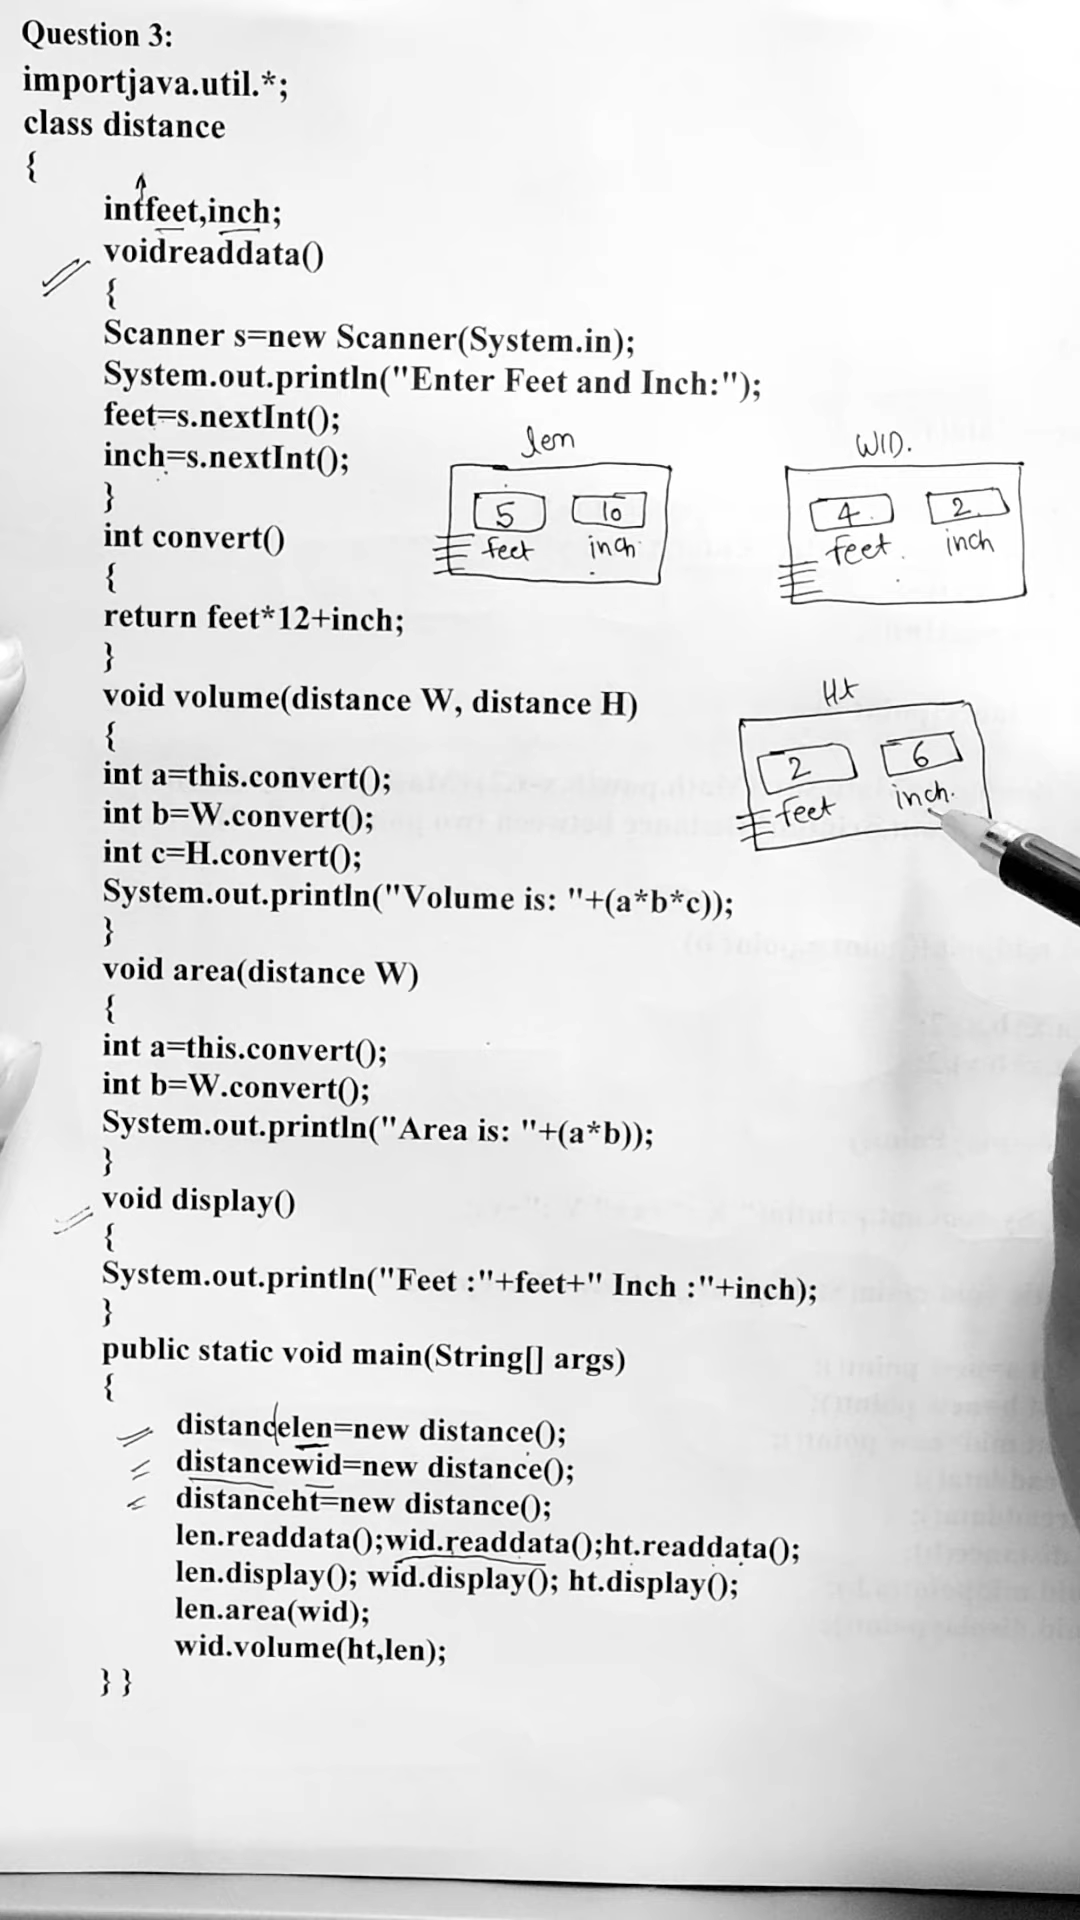 Question 3:
importjava.util.*;
class distance
{
intfeet,inch;
voidreaddata()
{
Scanner s=new Scanner(System.in);
System.out.println("Enter Feet and Inch:");
feet=s.nextInt();
inch=s.nextInt();
}
int convert()
{
return feet*12+inch;
}
void volume(distance W, distance H)
{
int a=this.convert();
int b=W.convert();
int c=H.convert();
System.out.println("Volume is: "+(a*b*c));
}
void area(distance W)
{
int a=this.convert();
int b=W.convert();
System.out.println("Area is: "+(a*b));
}
void display()
{
System.out.println("Feet :"+feet+" Inch :"+inch);
}
public static void main(String[] args)
{
distancelen=new distance();
distancewid=new distance();
distanceht=new distance();
len.readdata();wid.readdata();ht.readdata();
len.display(); wid.display(); ht.display();
len.area(wid);
wid.volume(ht,len);
} }
len
5 10
feet inch
WID.
4. 2.
feet. inch
Ht
2 6
feet inch.